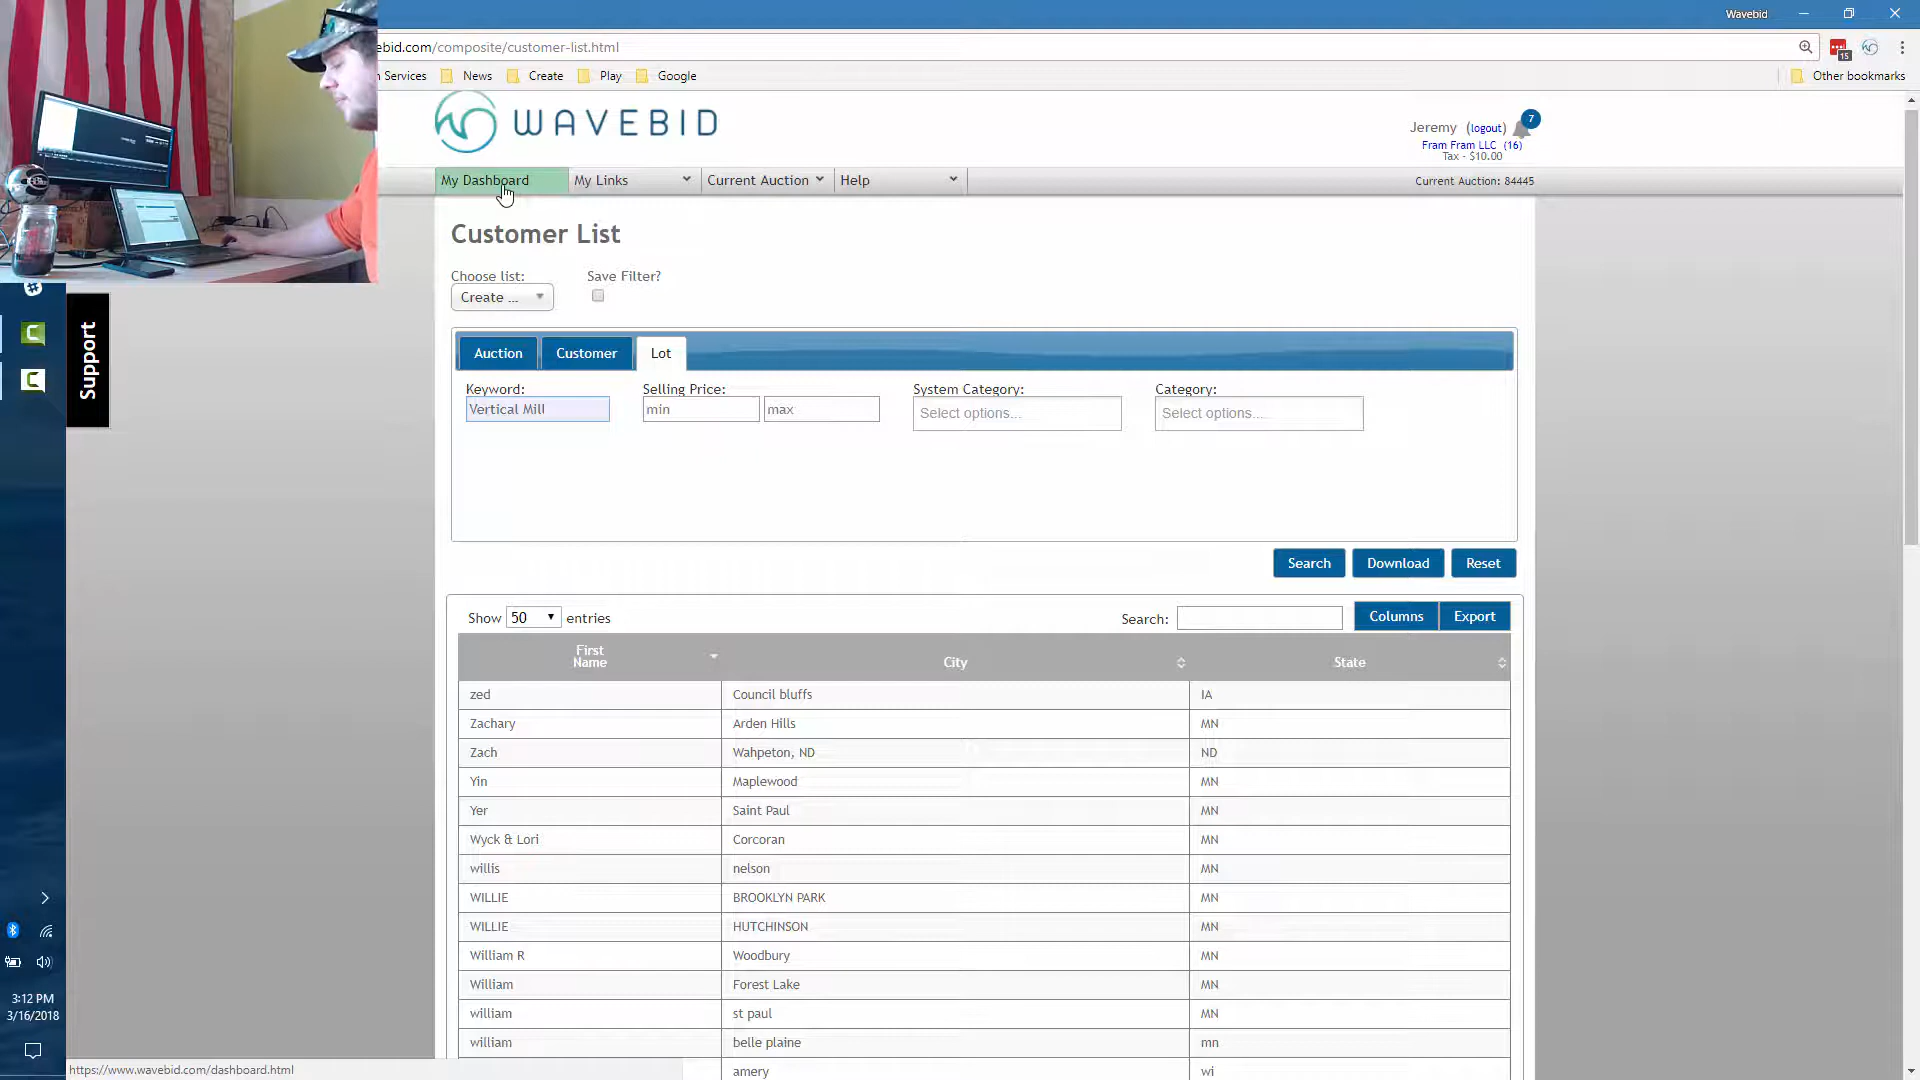 Wavebid
ebid.com/composite/customer-list.html
15
n Services News Create Play Google Other bookmarks
WAVEBID
Jeremy (logout) 7
Fram Fram LLC (16)
Tax - $10.00
My Dashboard My Links Current Auction Help Current Auction: 84445
Customer List
Choose list: Save Filter?
Create ...
Auction Customer Lot
Keyword: Selling Price: System Category: Category:
Vertical Mill min max Select options... Select options...
Search Download Reset
Show 50 entries Search: Columns Export
First
Name City State
zed Council bluffs IA
Zachary Arden Hills MN
Zach Wahpeton, ND ND
Yin Maplewood MN
Yer Saint Paul MN
Wyck & Lori Corcoran MN
willis nelson MN
WILLIE BROOKLYN PARK MN
WILLIE HUTCHINSON MN
William R Woodbury MN
William Forest Lake MN
william st paul MN
william belle plaine mn
amery wi
Support
3:12 PM
3/16/2018
https://www.wavebid.com/dashboard.html